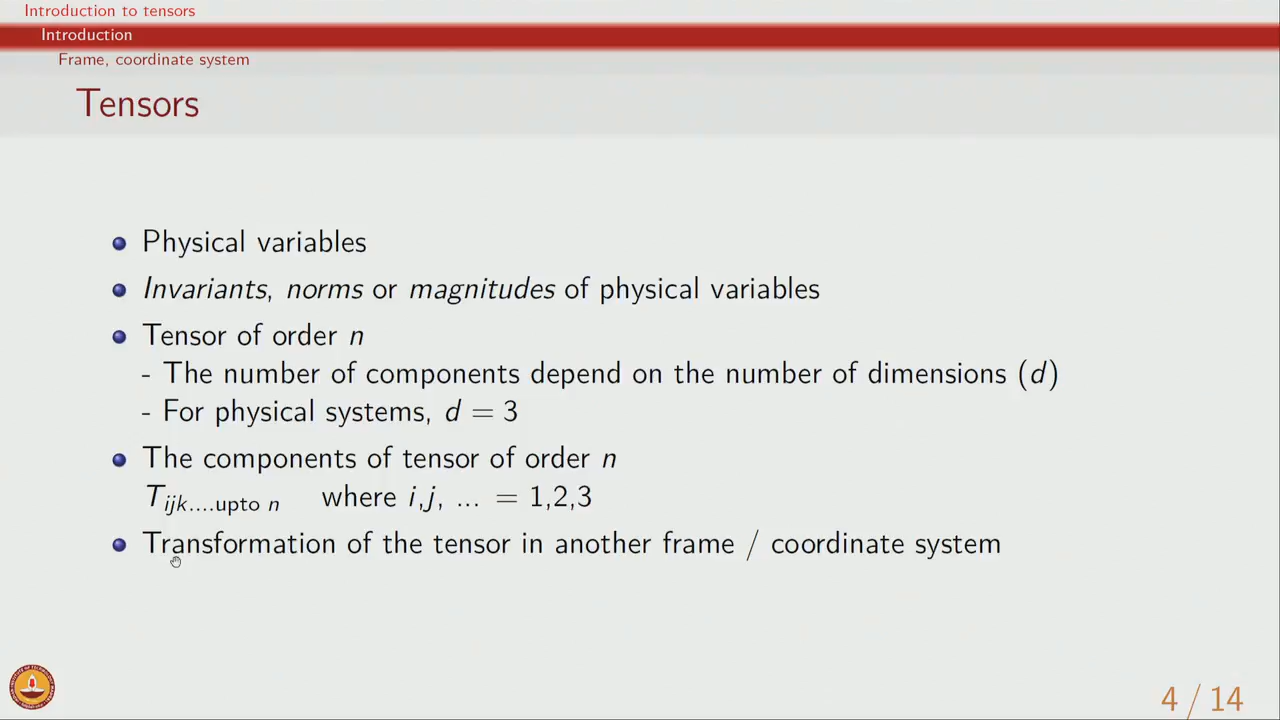 Introduction to tensors
Introduction
Frame, coordinate system
Tensors
Physical variables
Invariants, norms or magnitudes of physical variables
Tensor of order n
- The number of components depend on the number of dimensions (d)
- For physical systems, d = 3
The components of tensor of order n
Tijk....upto n where i,j, ... = 1,2,3
Transformation of the tensor in another frame / coordinate system
4 / 14